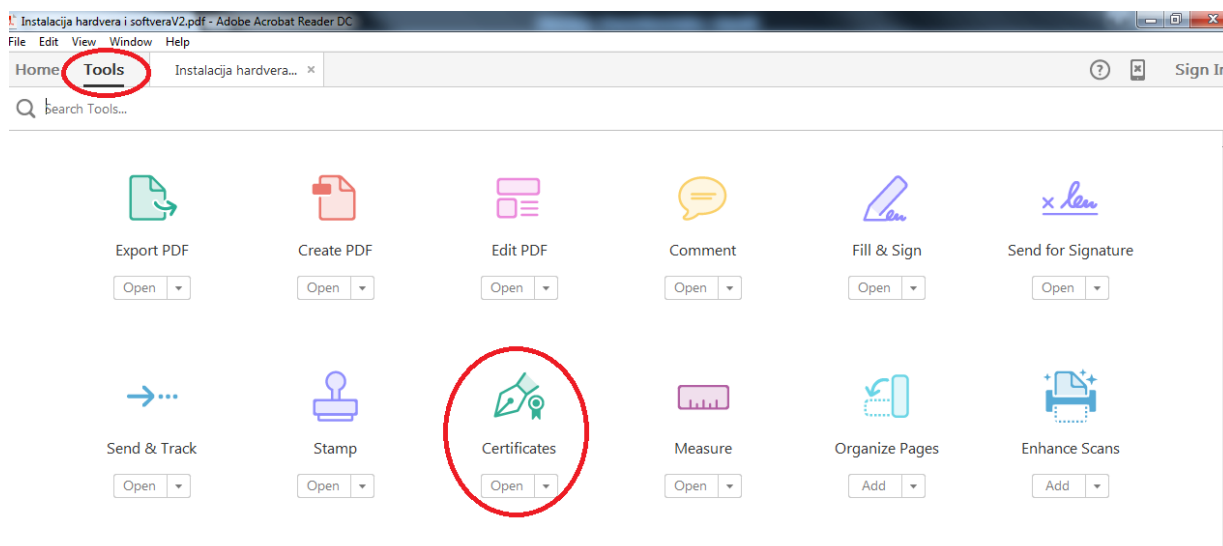 Instalacija hardvera i softveraV2.pdf - Adobe Acrobat Reader DC
File Edit View Window Help
Home Tools Instalacija hardvera... × Sign In
Search Tools...
Export PDF Create PDF Edit PDF Comment Fill & Sign Send for Signature
Open Open Open Open Open Open
Send & Track Stamp Certificates Measure Organize Pages Enhance Scans
Open Open Open Open Add Add